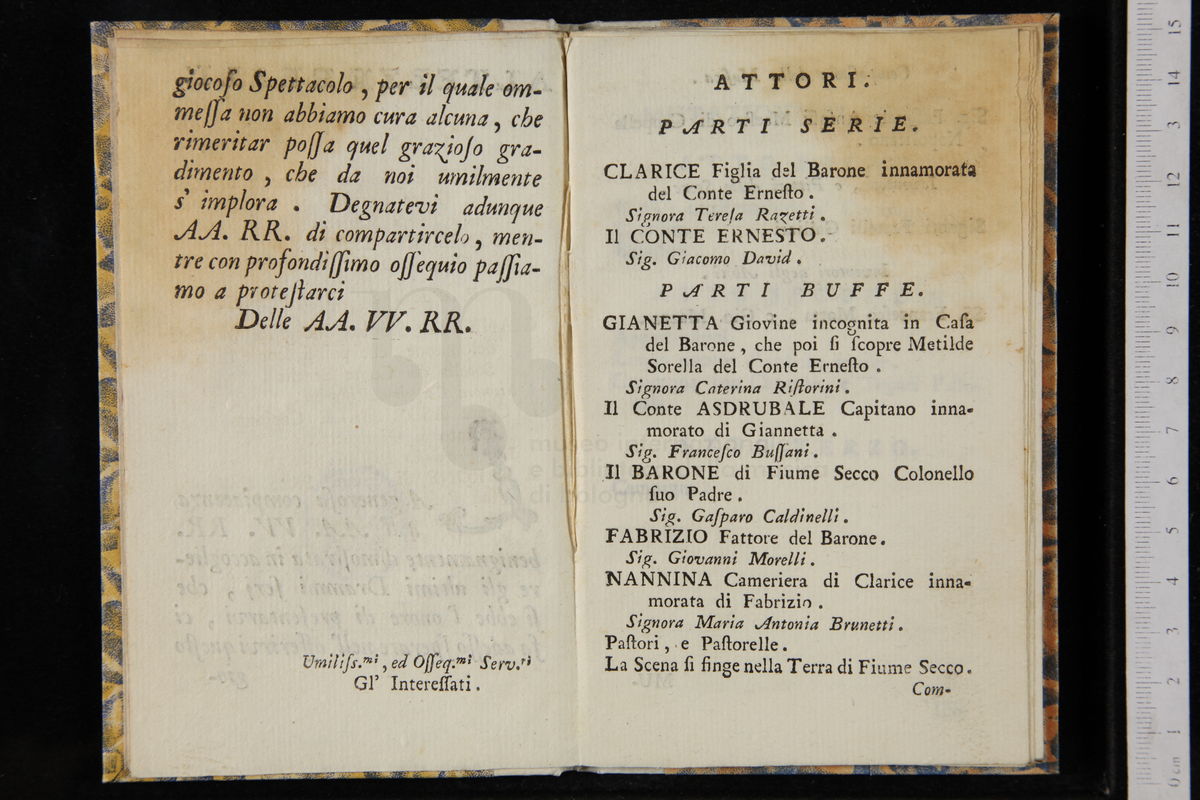 giocoſo Spettacolo, per il quale om-
meſſa non abbiamo cura alcuna, che
rimeritar poſſa quel grazioſo gra-
dimento, che da noi umilmente
s' implora. Degnatevi adunque
AA. RR. di compartircelo, men-
tre con profondiſſimo oſſequio paſſia-
mo a proteſtarci
Delle AA. VV. RR.
Umiliſs.mi, ed Oſſeq.mi Serv.ri
Gl' Intereſſati.
ATTORI.
PARTI SERIE.
CLARICE Figlia del Barone innamorata
del Conte Erneſto.
Signora Tereſa Razetti.
Il CONTE ERNESTO.
Sig. Giacomo David.
PARTI BUFFE.
GIANETTA Giovine incognita in Caſa
del Barone, che poi ſi ſcopre Metilde
Sorella del Conte Erneſto.
Signora Caterina Riſtorini.
Il Conte ASDRUBALE Capitano inna-
morato di Giannetta.
Sig. Franceſco Buſſani.
Il BARONE di Fiume Secco Colonello
ſuo Padre.
Sig. Gaſparo Caldinelli.
FABRIZIO Fattore del Barone.
Sig. Giovanni Morelli.
NANNINA Cameriera di Clarice inna-
morata di Fabrizio.
Signora Maria Antonia Brunetti.
Paſtori, e Paſtorelle.
La Scena ſi finge nella Terra di Fiume Secco.
Com-